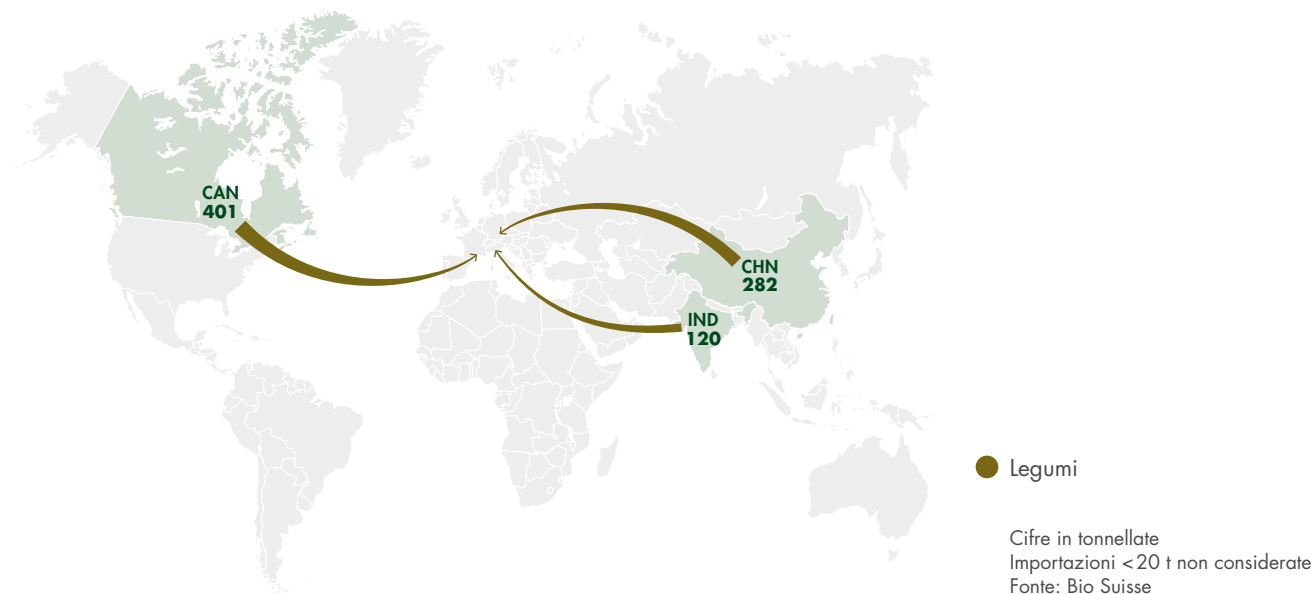 CAN
401
CHN
282
IND
120
Legumi
Cifre in tonnellate
Importazioni <20 t non considerate
Fonte: Bio Suisse